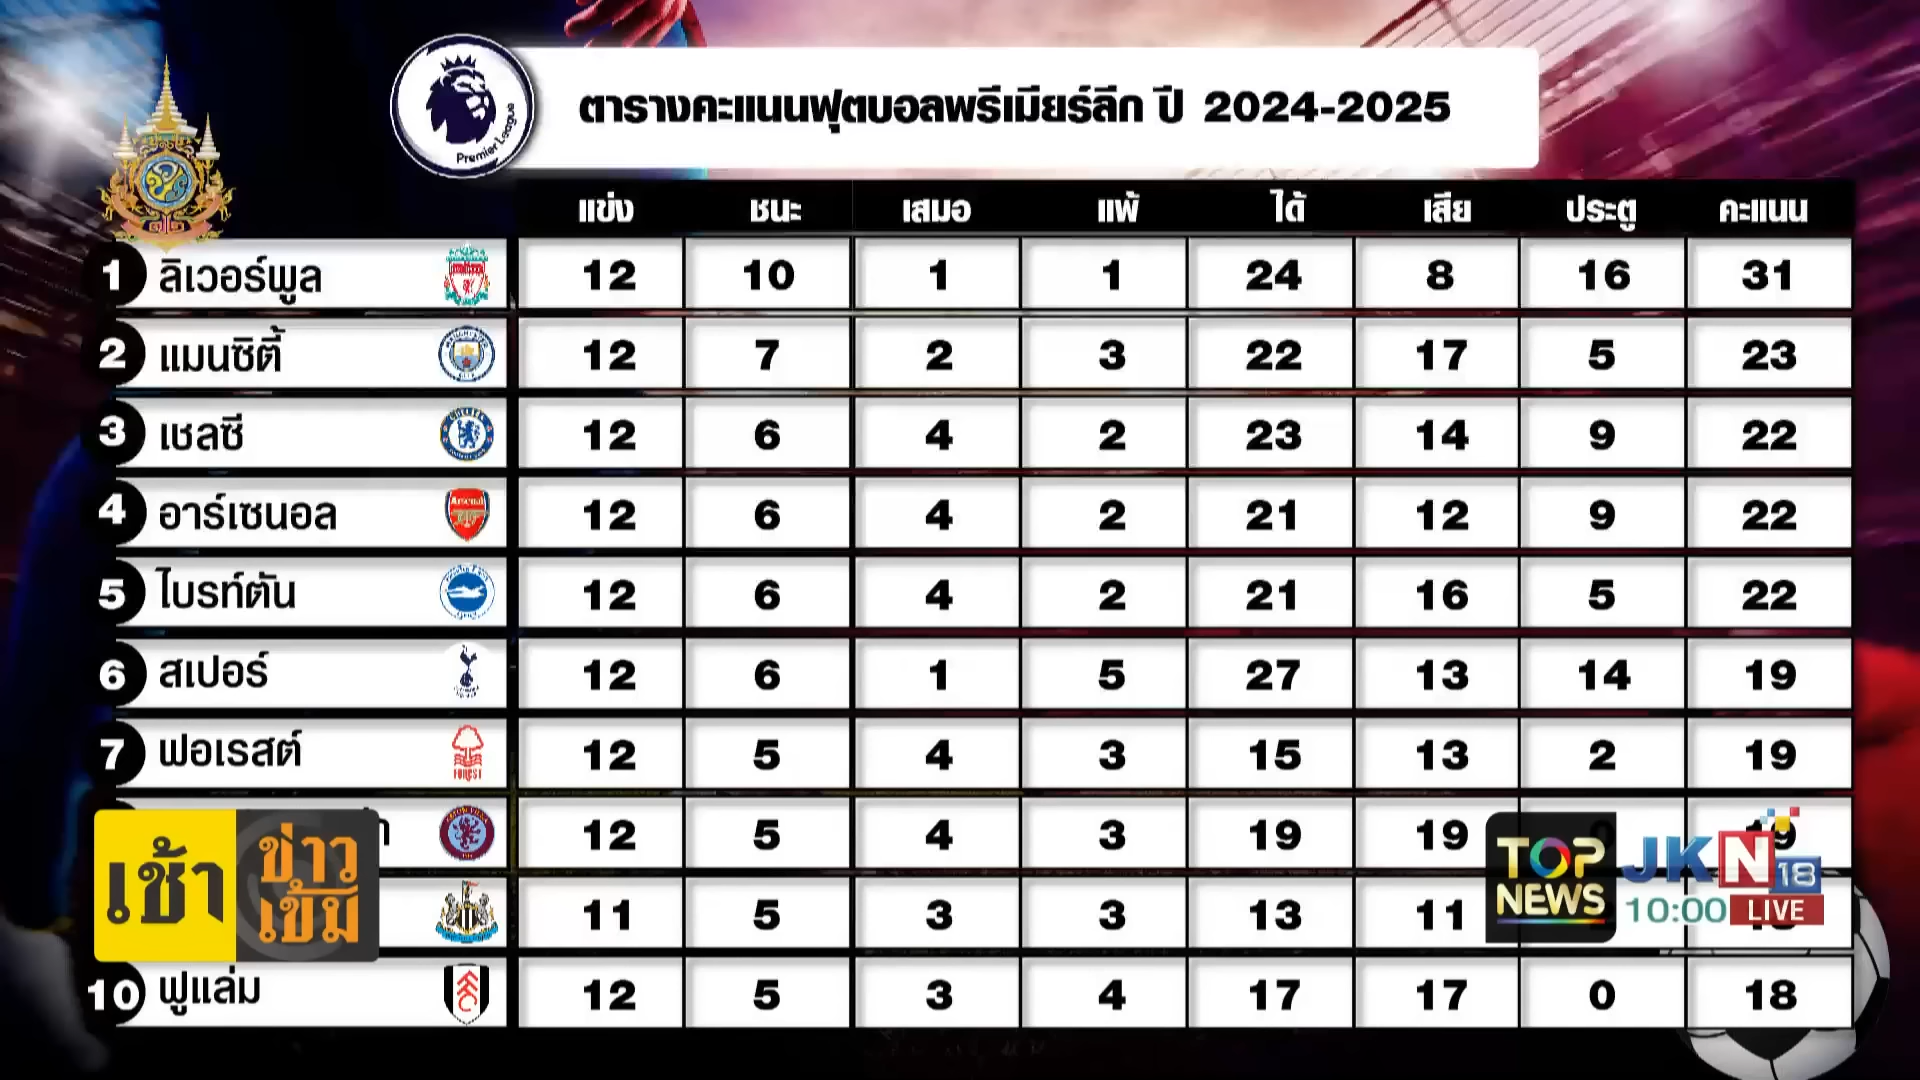 Premier League
ตารางคะแนนฟุตบอลพรีเมียร์ลีก ปี 2024-2025
แข่ง ชนะ เสมอ แพ้ ได้ เสีย ประตู คะแนน
1 ลิเวอร์พูล 12 10 1 1 24 8 16 31
2 แมนซิตี้ 12 7 2 3 22 17 5 23
3 เชลซี 12 6 4 2 23 14 9 22
4 อาร์เซนอล 12 6 4 2 21 12 9 22
5 ไบรท์ตัน 12 6 4 2 21 16 5 22
6 สเปอร์ 12 6 1 5 27 13 14 19
7 ฟอเรสต์ 12 5 4 3 15 13 2 19
12 5 4 3 19 19 0 19
11 5 3 3 13 11
10 ฟูแล่ม 12 5 3 4 17 17 0 18
เช้า ข่าวเข้ม
TOP NEWS
JKN 18
10:00 LIVE